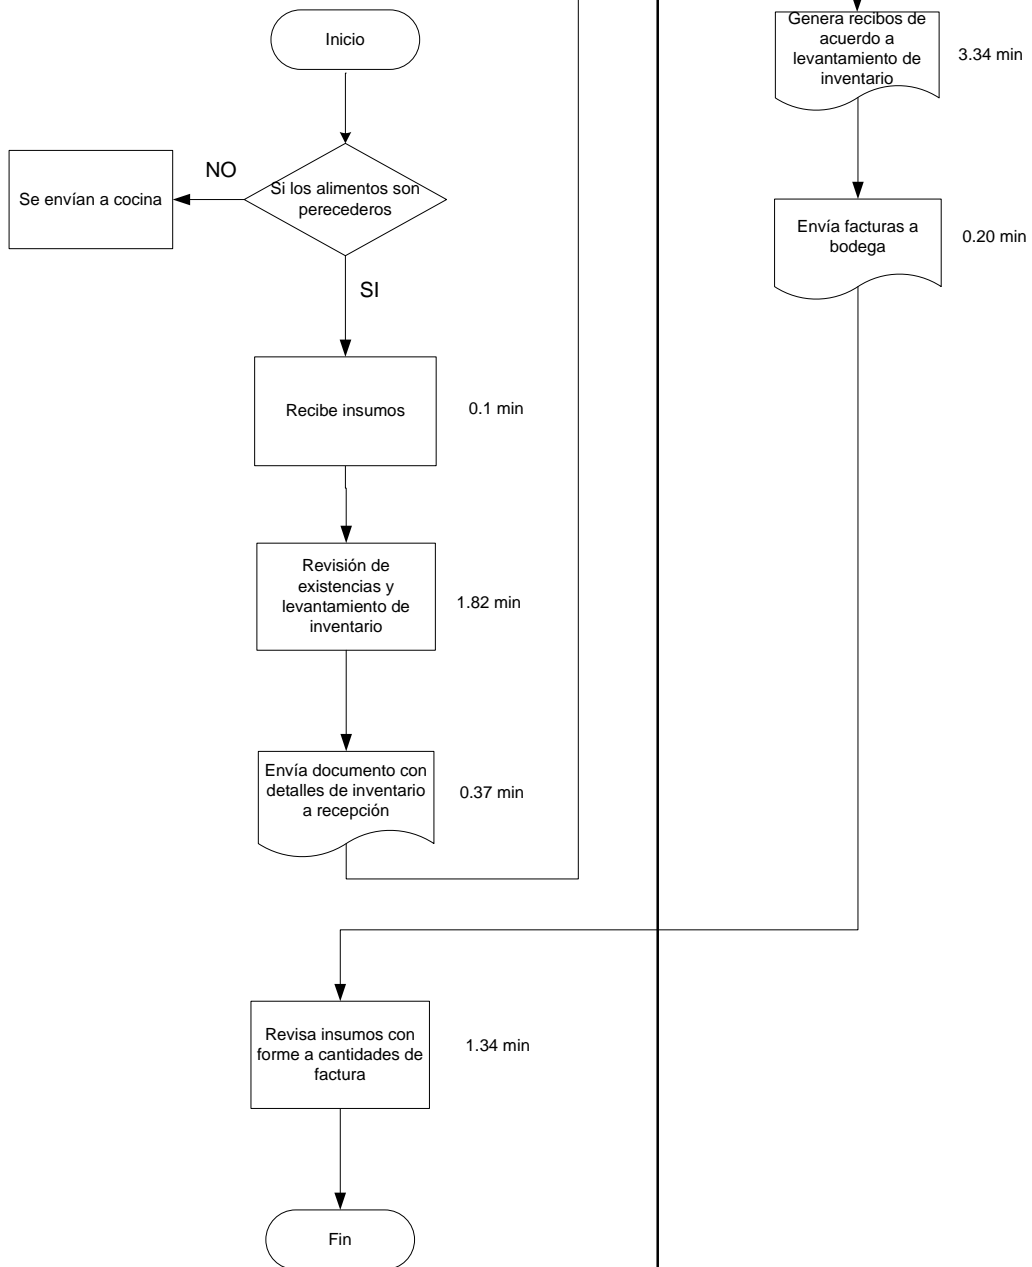 Inicio
NO
Se envían a cocina
Si los alimentos son
perecederos
SI
Recibe insumos
0.1 min
Revisión de
existencias y
levantamiento de
inventario
1.82 min
Envía documento con
detalles de inventario
a recepción
0.37 min
Genera recibos de
acuerdo a
levantamiento de
inventario
3.34 min
Envía facturas a
bodega
0.20 min
Revisa insumos con
forme a cantidades de
factura
1.34 min
Fin